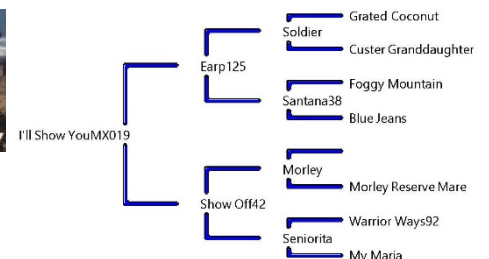 Grated Coconut
Soldier
Custer Granddaughter
Earp125
Foggy Mountain
Santana38
Blue Jeans
I'll Show YouMX019
Morley
Morley Reserve Mare
Show Off42
Warrior Ways92
Seniorita
My Maria